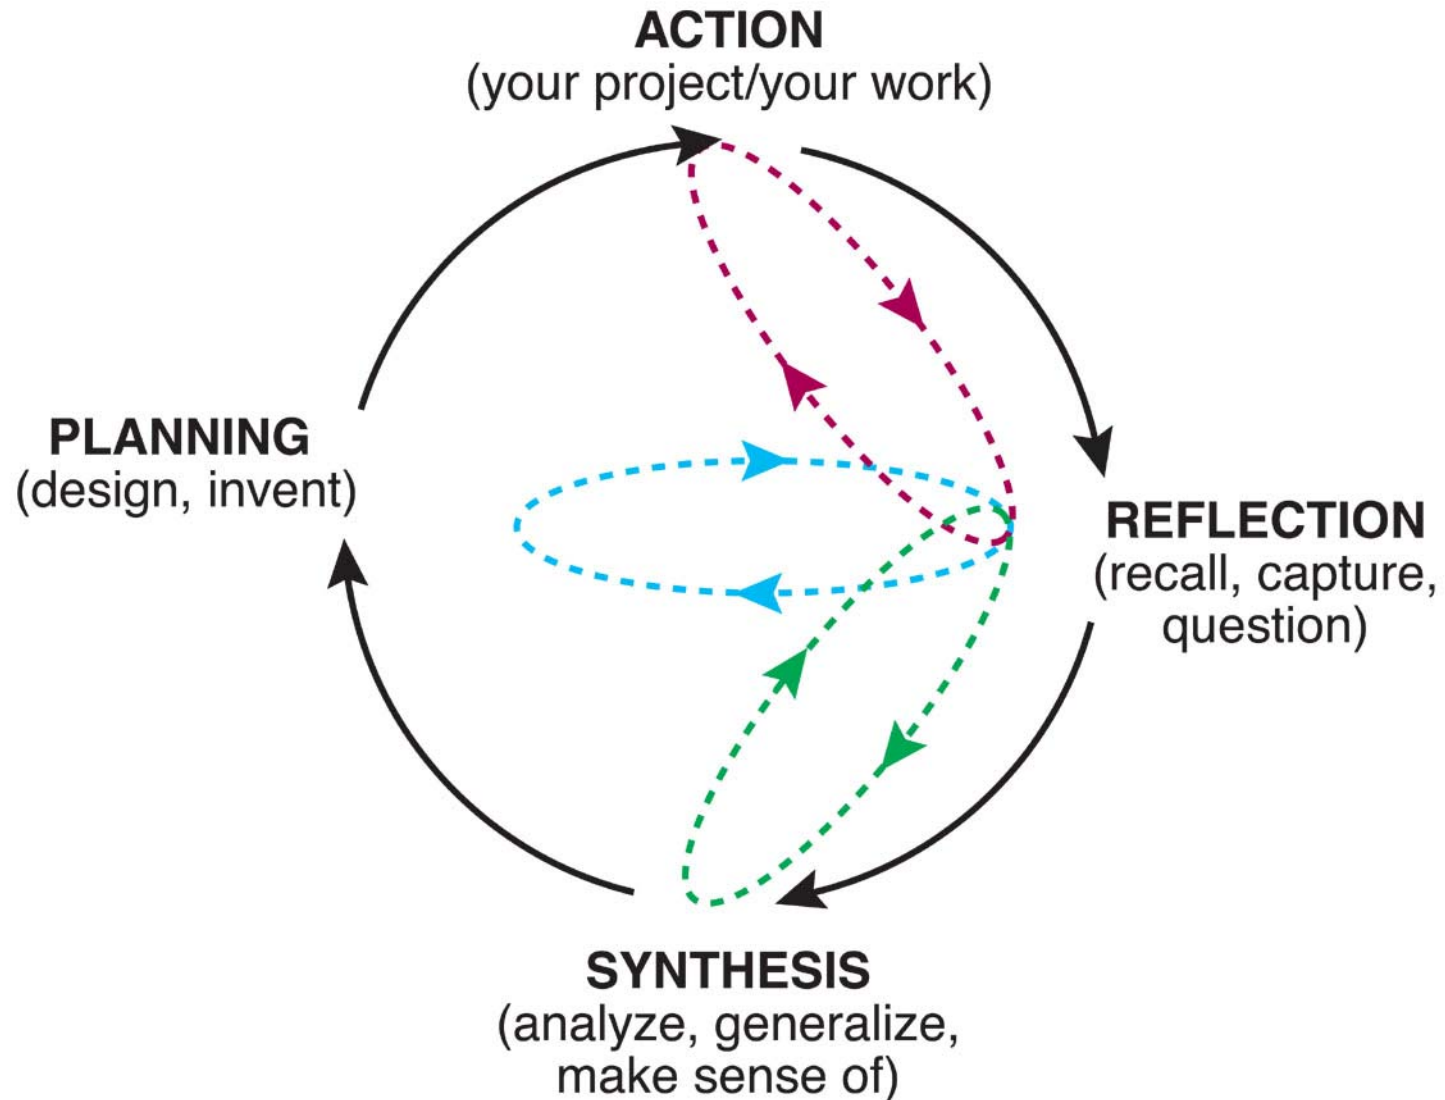 ACTION
(your project/your work)
PLANNING
(design, invent)
REFLECTION
(recall, capture,
question)
SYNTHESIS
(analyze, generalize,
make sense of)